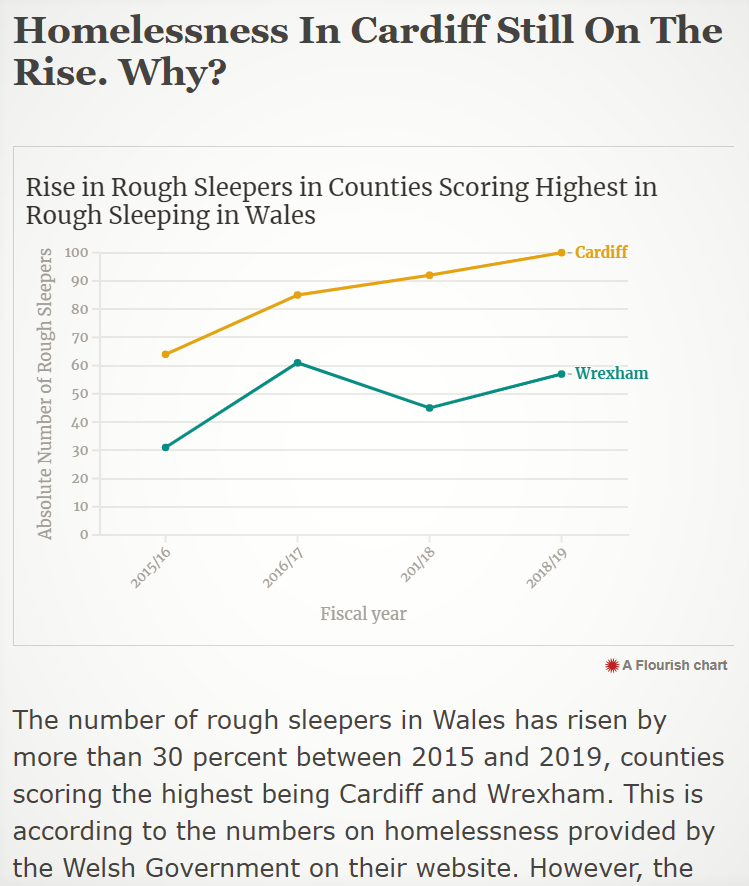 Homelessness In Cardiff Still On The
Rise. Why?
Rise in Rough Sleepers in Counties Scoring Highest in
Rough Sleeping in Wales
Absolute Number of Rough Sleepers
100
90
80
70
60
50
40
30
20
10
0
Cardiff
Wrexham
2015/16
2016/17
201/18
2018/19
Fiscal year
A Flourish chart
The number of rough sleepers in Wales has risen by
more than 30 percent between 2015 and 2019, counties
scoring the highest being Cardiff and Wrexham. This is
according to the numbers on homelessness provided by
the Welsh Government on their website. However, the